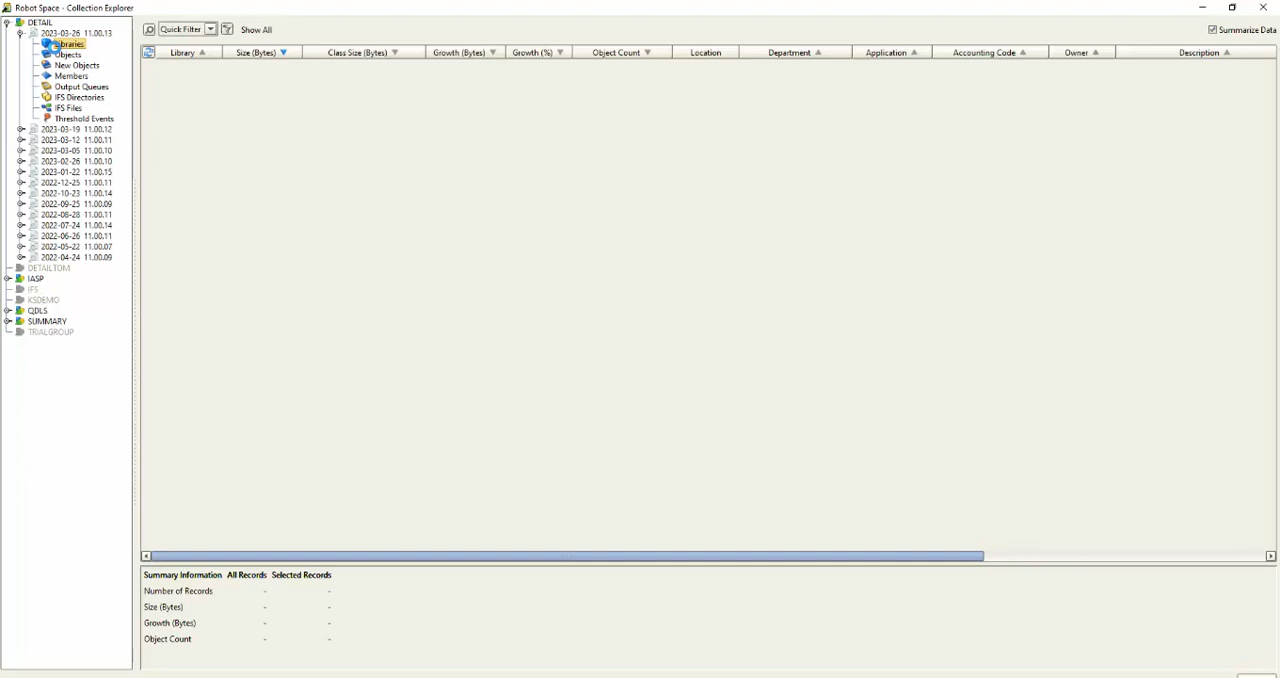 Robot Space - Collection Explorer
DETAIL
2023-03-26 11.00.13
Libraries
Objects
New Objects
Members
Output Queues
IFS Directories
IFS Files
Threshold Events
2023-03-19 11.00.12
2023-03-12 11.00.11
2023-03-05 11.00.10
2023-02-26 11.00.10
2023-01-22 11.00.15
2022-12-25 11.00.11
2022-10-23 11.00.14
2022-09-25 11.00.09
2022-08-28 11.00.11
2022-07-24 11.00.14
2022-06-26 11.00.11
2022-05-22 11.00.07
2022-04-24 11.00.09
DETAILTOM
IASP
IFS
KSDEMO
QDLS
SUMMARY
TRIALGROUP
Quick Filter Show All Summarize Data
Library Size (Bytes) Class Size (Bytes) Growth (Bytes) Growth (%) Object Count Location Department Application Accounting Code Owner Description
Summary Information All Records Selected Records
Number of Records - -
Size (Bytes) - -
Growth (Bytes) - -
Object Count - -